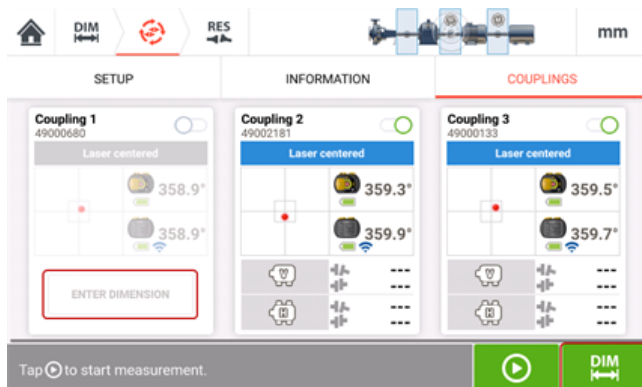 DIM
RES
mm
SETUP
INFORMATION
COUPLINGS
Coupling 1
49000680
Laser centered
358.9°
358.9°
ENTER DIMENSION
Coupling 2
49002181
Laser centered
359.3°
359.9°
V
---
---
H
---
---
Coupling 3
49000133
Laser centered
359.5°
359.7°
V
---
---
H
---
---
Tap to start measurement.
DIM